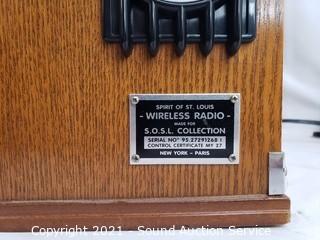 SPIRIT OF ST. LOUIS
- WIRELESS RADIO -
MADE FOR
S.O.S.L. COLLECTION
SERIAL NO° 95.27291268 I
CONTROL CERTIFICATE MY 27
NEW YORK - PARIS
Copyright 2021 - Sound Auction Service